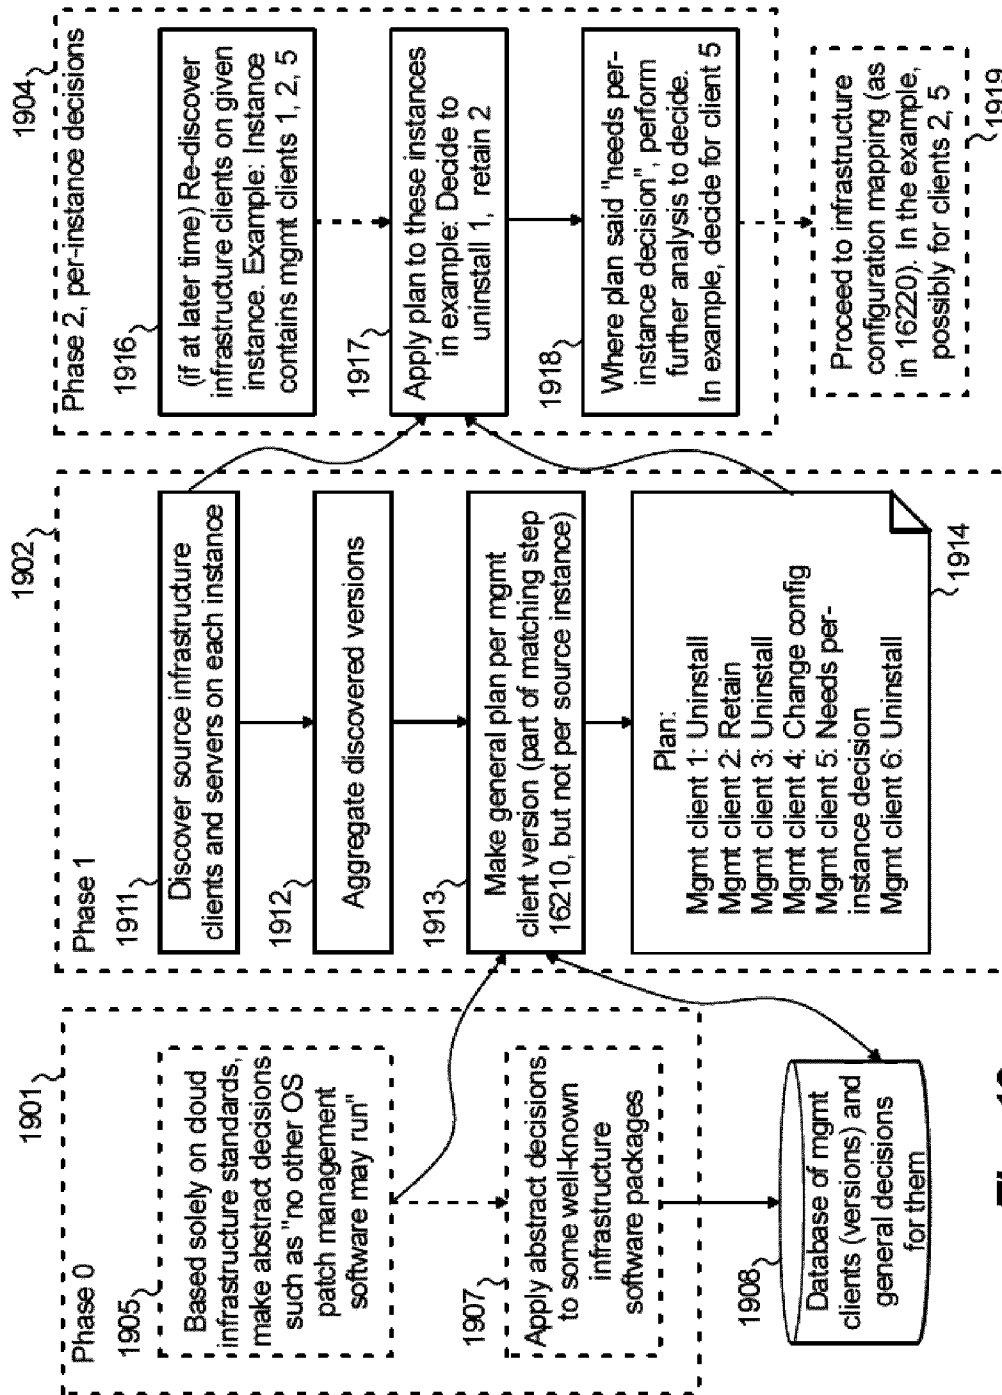 1901
Phase 0
1905
Based solely on cloud
infrastructure standards,
make abstract decisions
such as "no other OS
patch management
software may run"
1907
Apply abstract decisions
to some well-known
infrastructure
software packages
1908
Database of mgmt
clients (versions) and
general decisions
for them
1902
Phase 1
1911
Discover source infrastructure
clients and servers on each instance
1912
Aggregate discovered versions
1913
Make general plan per mgmt
client version (part of matching step
16210, but not per source instance)
Plan:
Mgmt client 1: Uninstall
Mgmt client 2: Retain
Mgmt client 3: Uninstall
Mgmt client 4: Change config
Mgmt client 5: Needs per-
instance decision
Mgmt client 6: Uninstall
1914
1904
Phase 2, per-instance decisions
1916
(if at later time) Re-discover
infrastructure clients on given
instance. Example: Instance
contains mgmt clients 1, 2, 5
1917
Apply plan to these instances
in example: Decide to
uninstall 1, retain 2
1918
Where plan said "needs per-
instance decision", perform
further analysis to decide.
In example, decide for client 5
Proceed to infrastructure
configuration mapping (as
in 16220). In the example,
possibly for clients 2, 5
1919